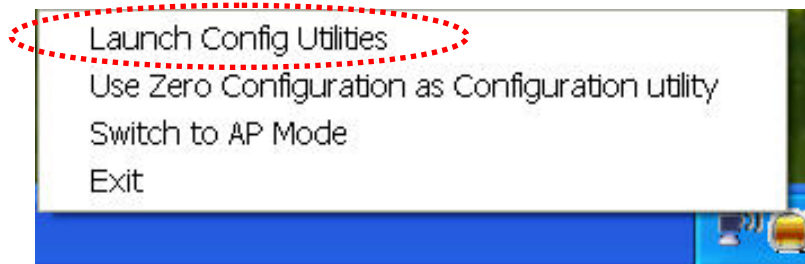 Launch Config Utilities
Use Zero Configuration as Configuration utility
Switch to AP Mode
Exit